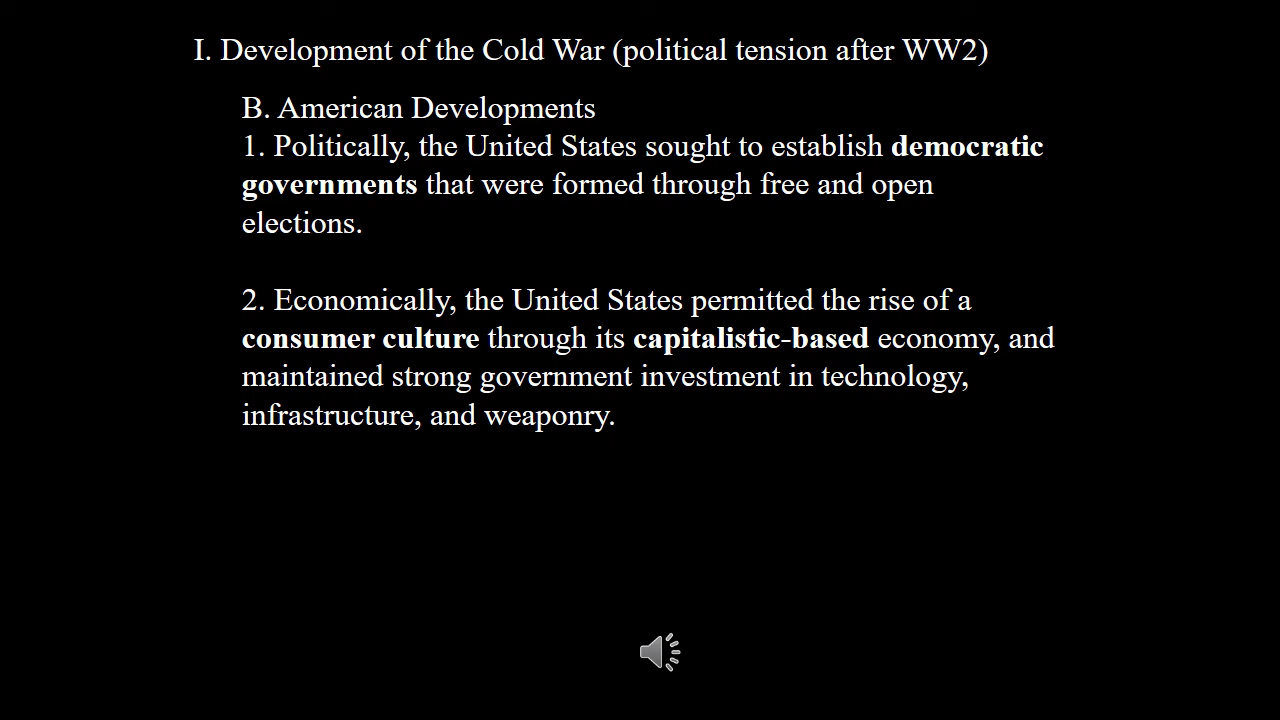 I. Development of the Cold War (political tension after WW2)
B. American Developments
1. Politically, the United States sought to establish democratic
governments that were formed through free and open
elections.
2. Economically, the United States permitted the rise of a
consumer culture through its capitalistic-based economy, and
maintained strong government investment in technology,
infrastructure, and weaponry.